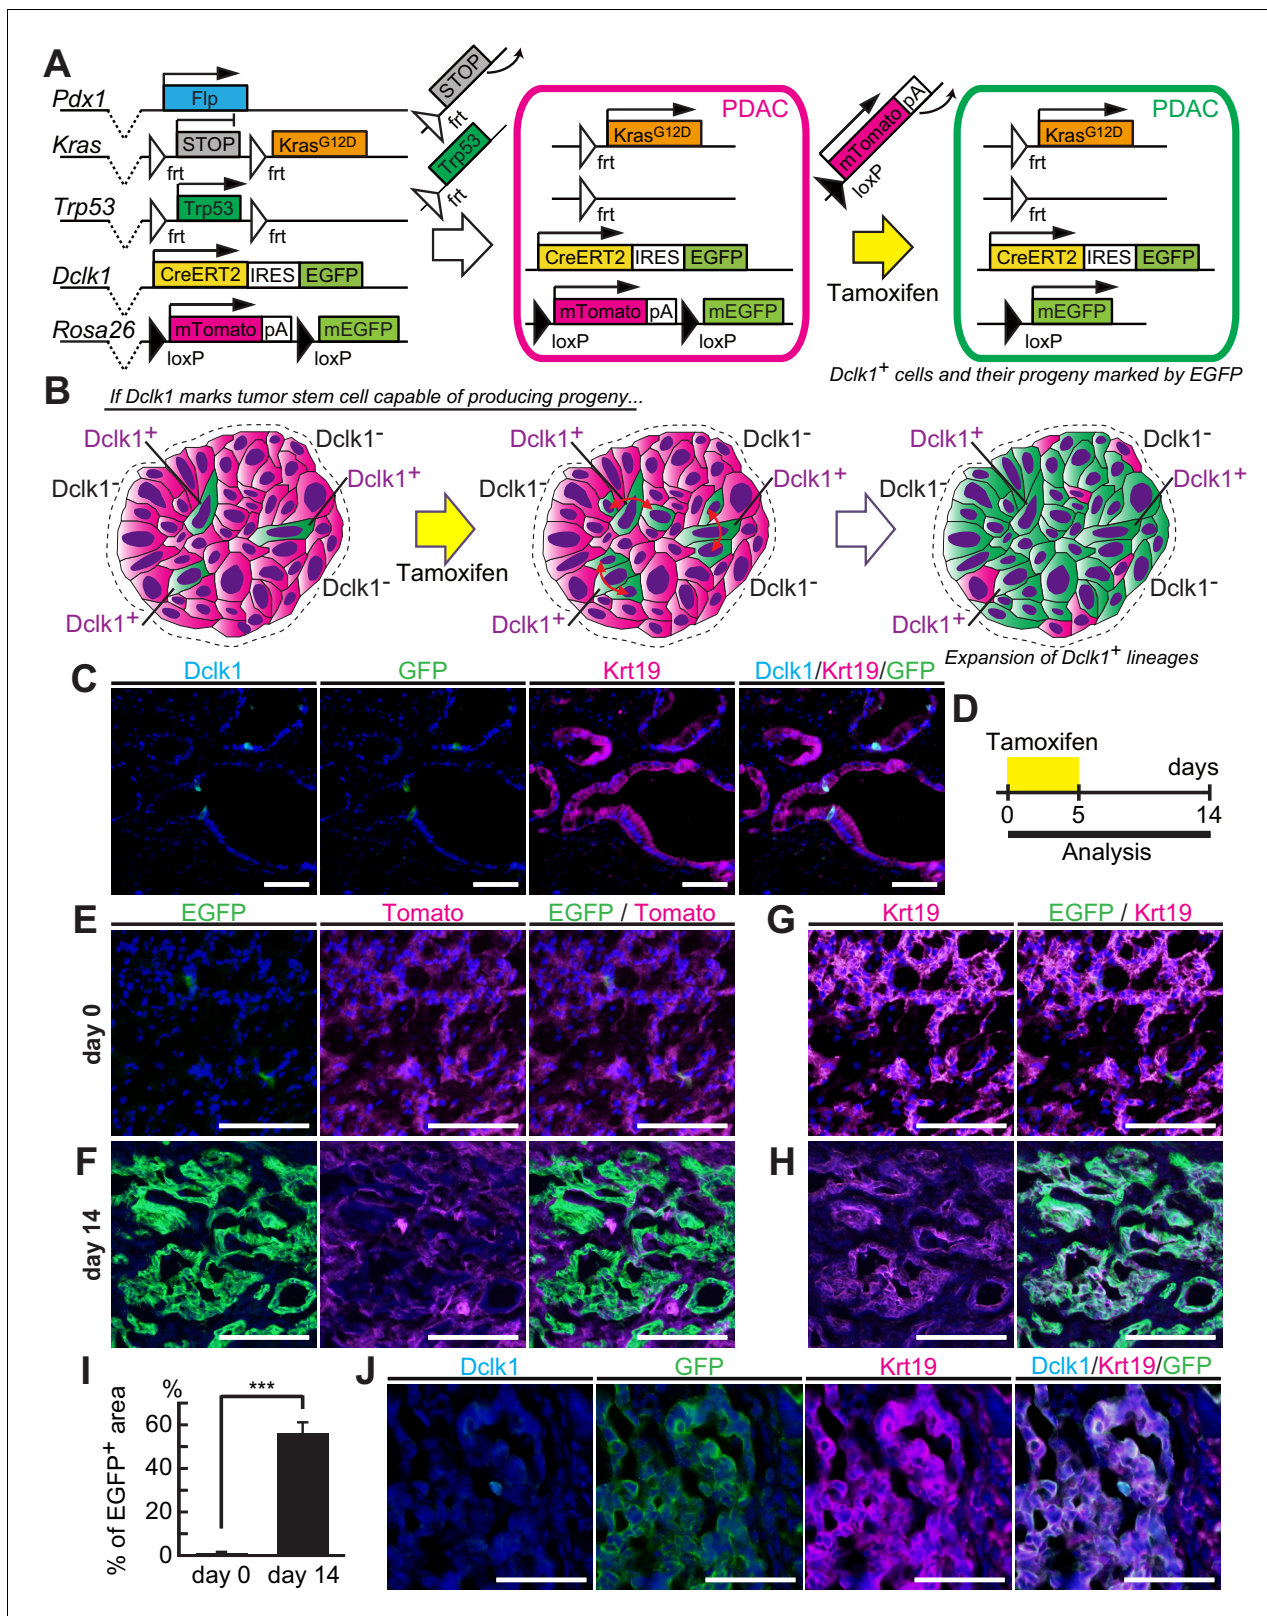 A
Pdx1
Flp
Kras
STOP
KrasG12D
frt
frt
Trp53
Trp53
frt
frt
Dclk1
CreERT2 IRES EGFP
Rosa26
mTomato pA
mEGFP
loxP
loxP
STOP
frt
Trp53
frt
PDAC
KrasG12D
frt
frt
CreERT2 IRES EGFP
mTomato pA
mEGFP
loxP
loxP
mTomato pA
loxP
Tamoxifen
PDAC
KrasG12D
frt
frt
CreERT2 IRES EGFP
mEGFP
loxP
Dclk1+ cells and their progeny marked by EGFP
B
If Dclk1 marks tumor stem cell capable of producing progeny...
Dclk1+
Dclk1-
Dclk1-
Dclk1+
Dclk1-
Dclk1+
Tamoxifen
Dclk1+
Dclk1-
Dclk1-
Dclk1+
Dclk1-
Dclk1+
Dclk1+
Dclk1-
Dclk1-
Dclk1+
Dclk1-
Dclk1+
Expansion of Dclk1+ lineages
C
Dclk1
GFP
Krt19
Dclk1/Krt19/GFP
D
Tamoxifen
days
0 5 14
Analysis
E
EGFP
Tomato
EGFP / Tomato
day 0
G
Krt19
EGFP / Krt19
F
day 14
H
I
%
% of EGFP+ area
***
60
40
20
0
day 0 day 14
J
Dclk1
GFP
Krt19
Dclk1/Krt19/GFP